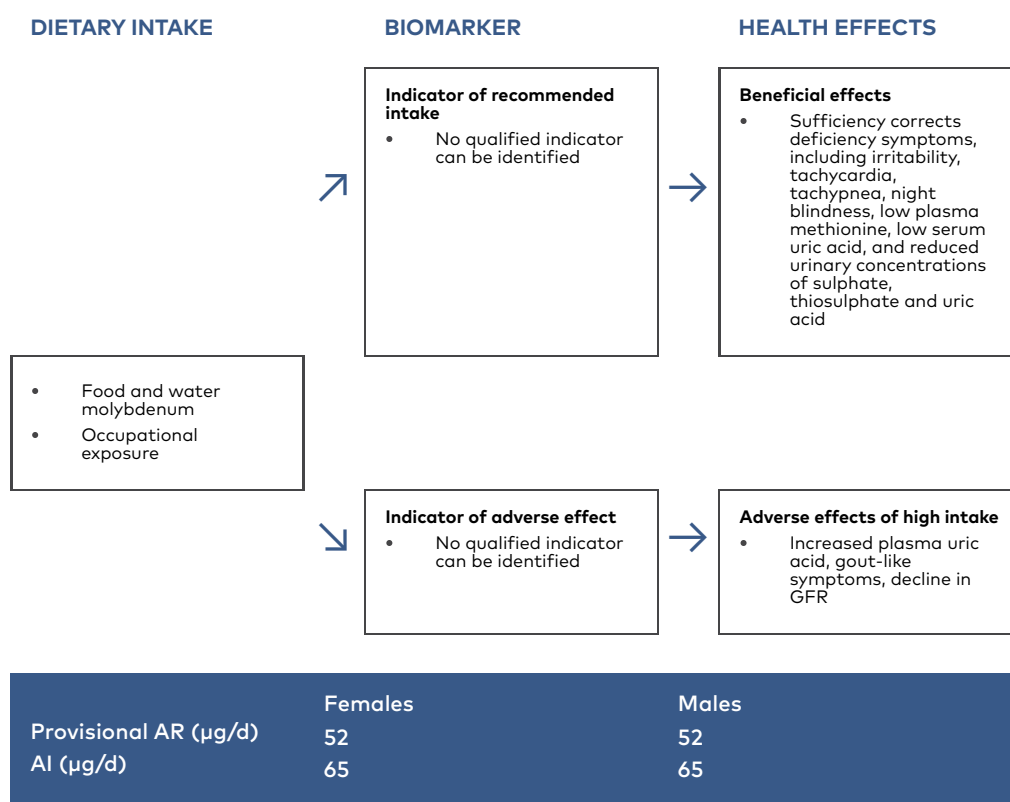 DIETARY INTAKE
BIOMARKER
HEALTH EFFECTS
Indicator of recommended
intake
• No qualified indicator
can be identified
Beneficial effects
• Sufficiency corrects
deficiency symptoms,
including irritability,
tachycardia,
tachypnea, night
blindness, low plasma
methionine, low serum
uric acid, and reduced
urinary concentrations
of sulphate,
thiosulphate and uric
acid
• Food and water
molybdenum
• Occupational
exposure
Indicator of adverse effect
• No qualified indicator
can be identified
Adverse effects of high intake
• Increased plasma uric
acid, gout-like
symptoms, decline in
GFR
Females Males
Provisional AR (µg/d) 52 52
AI (µg/d) 65 65